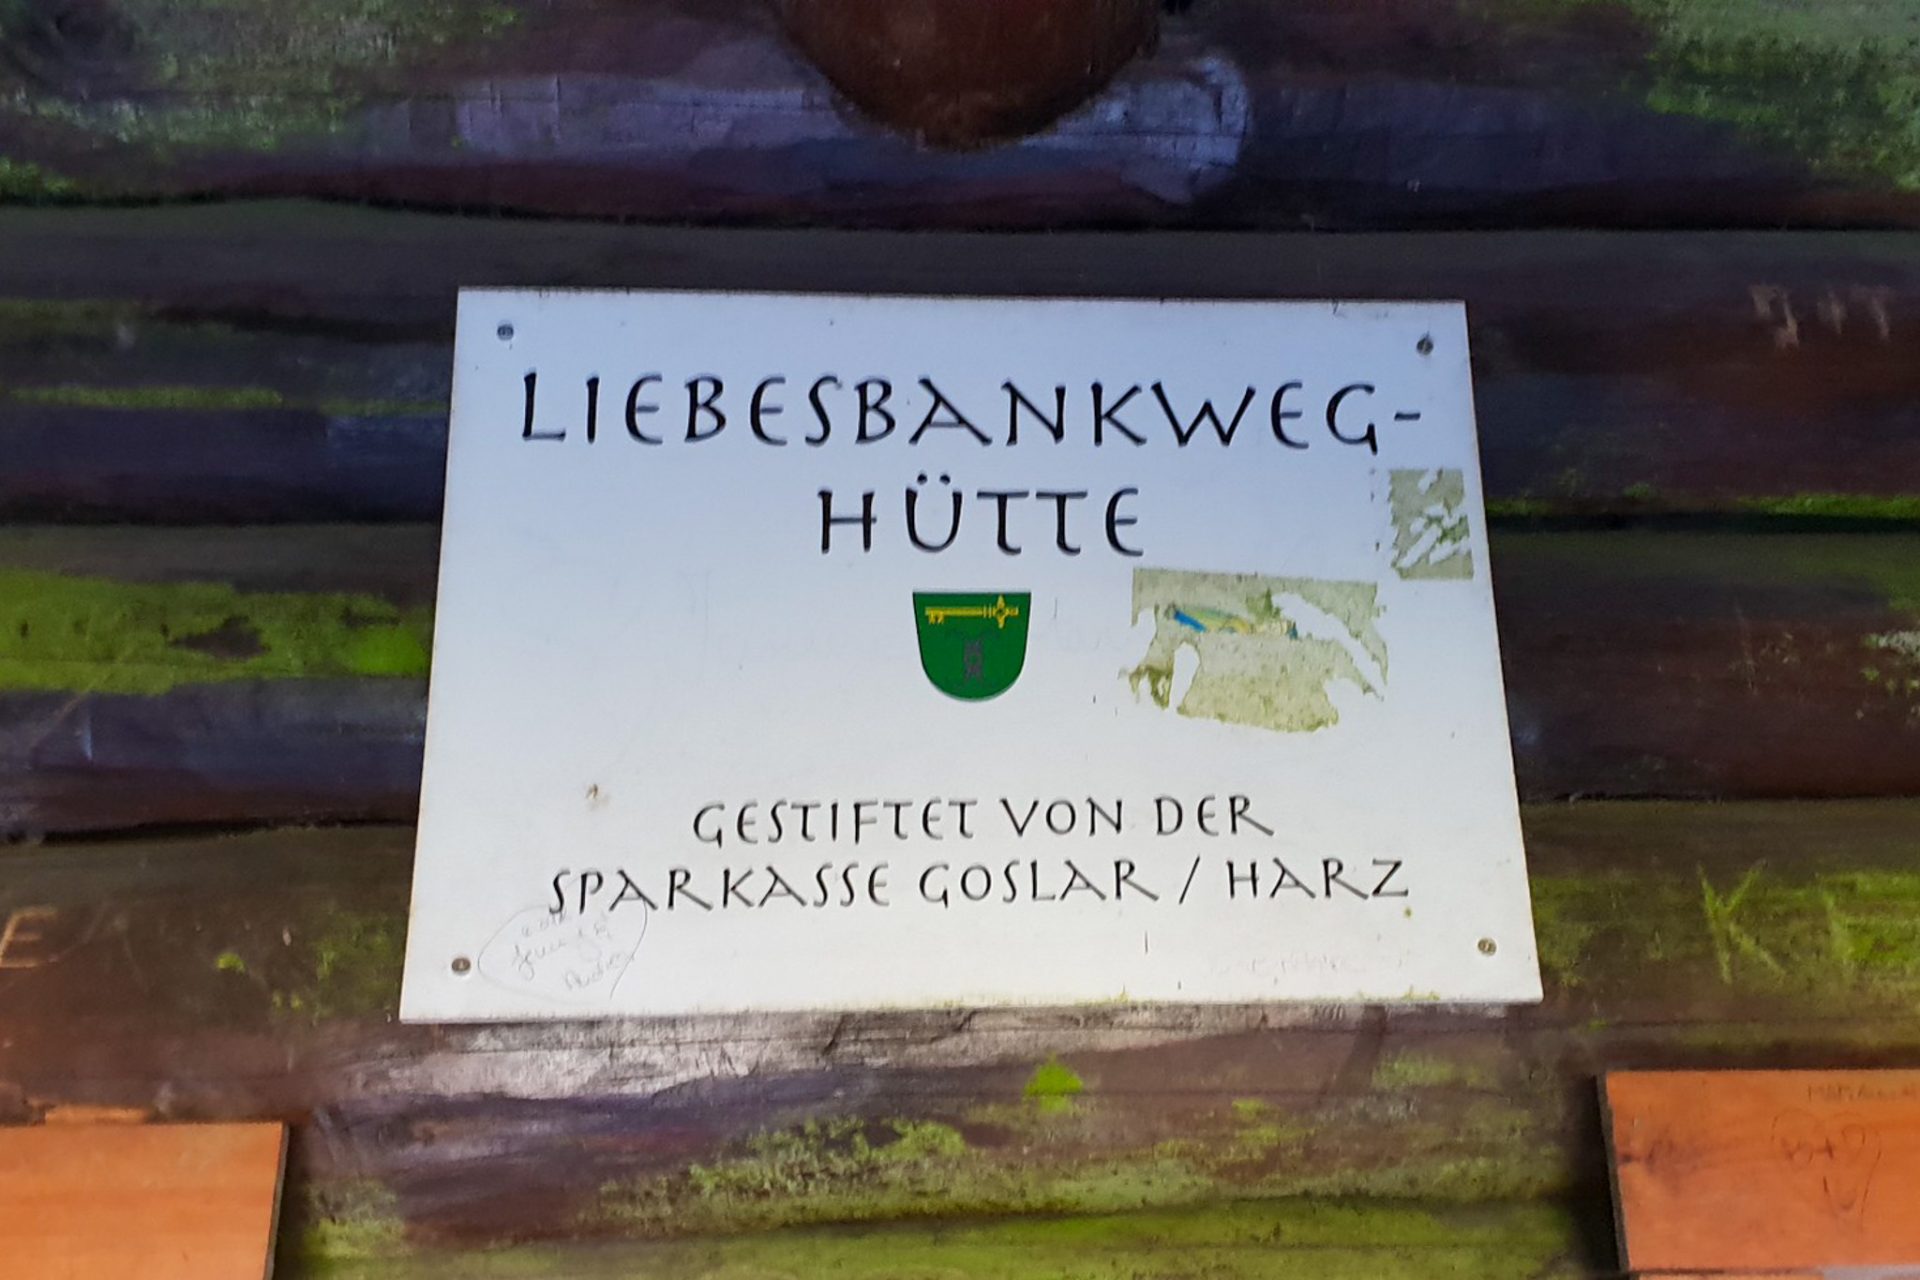 LIEBESBANKWEG-
HÜTTE
GESTIFTET VON DER
SPARKASSE GOSLAR / HARZ